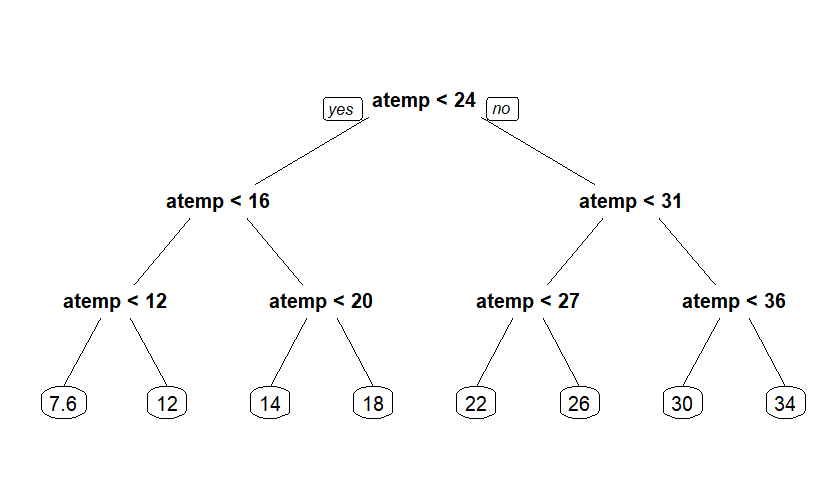 yes atemp < 24 no
atemp < 16 atemp < 31
atemp < 12 atemp < 20 atemp < 27 atemp < 36
7.6 12 14 18 22 26 30 34